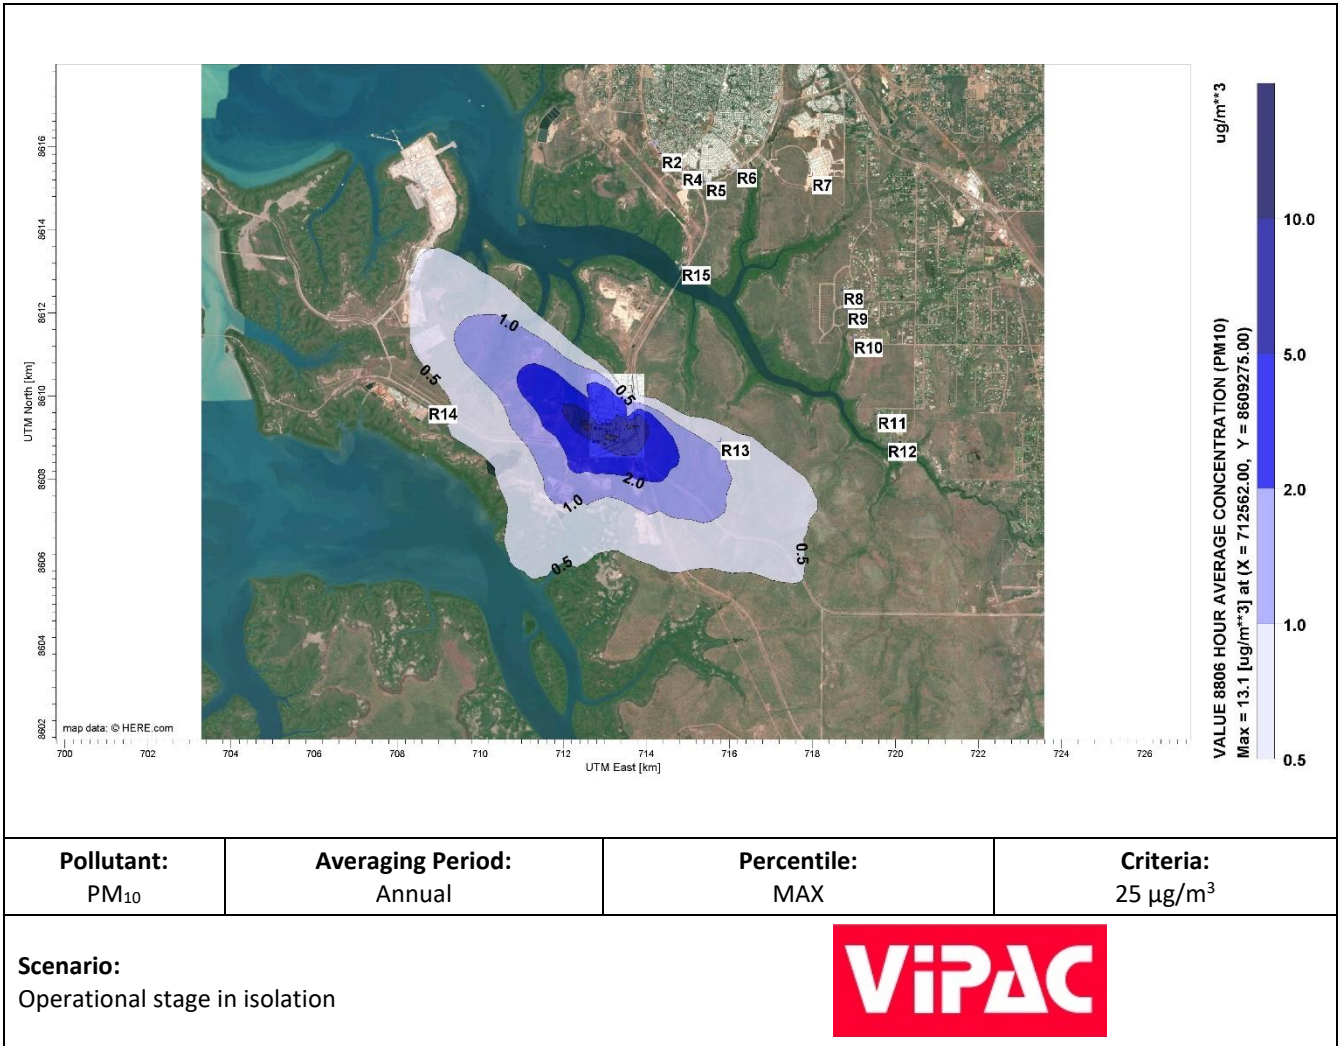 8616
8614
8612
8610
8608
8606
8604
8602
UTM North [km]
R2
R4
R5
R6
R7
R15
R8
R9
R10
R11
R12
R13
R14
1.0
0.5
0.5
2.0
1.0
0.5
0.5
map data: © HERE.com
700 702 704 706 708 710 712 714 716 718 720 722 724 726
UTM East [km]
VALUE 8806 HOUR AVERAGE CONCENTRATION (PM10) ug/m**3
Max = 13.1 [ug/m**3] at (X = 712562.00, Y = 8609275.00)
10.0
5.0
2.0
1.0
0.5
Pollutant: Averaging Period: Percentile: Criteria:
PM10 Annual MAX 25 µg/m³
Scenario:
Operational stage in isolation
ViPAC